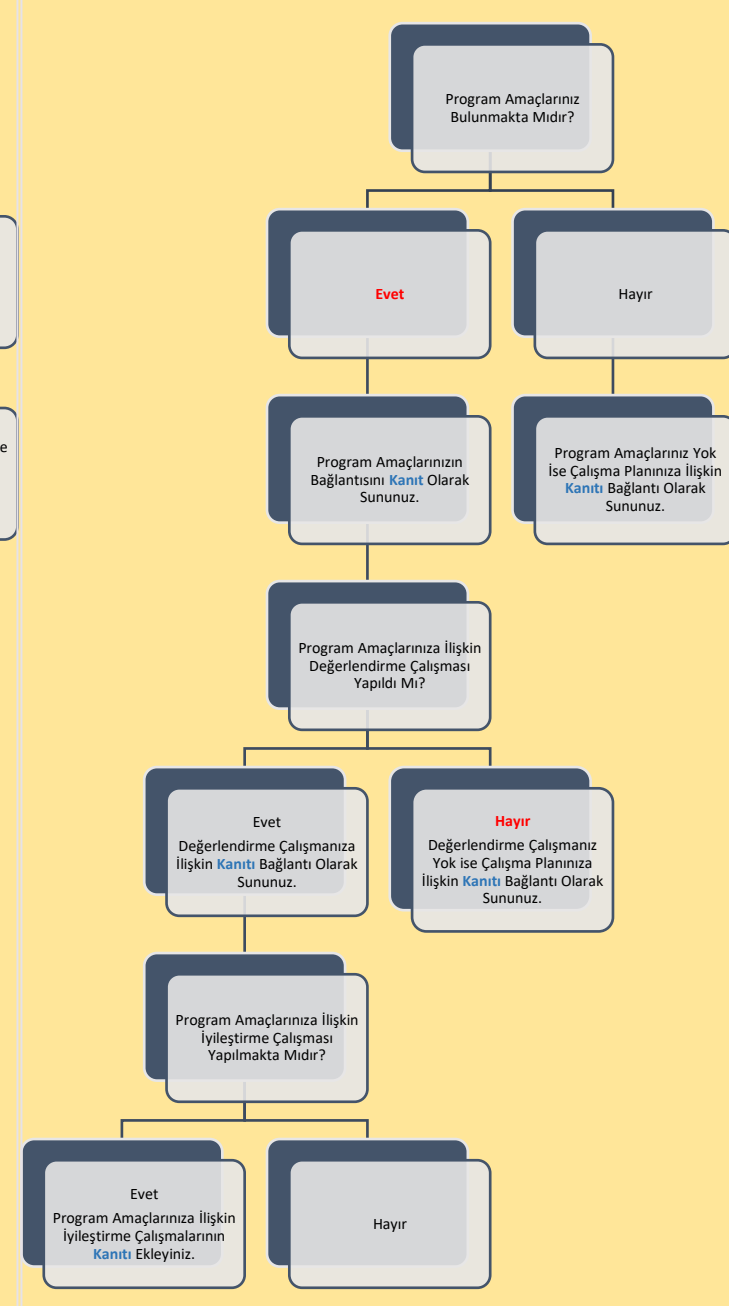 Program Amaçlarınız
Bulunmakta Mıdır?
Evet
Hayır
e
Program Amaçlarınızın
Bağlantısını Kanıt Olarak
Sununuz.
Program Amaçlarınız Yok
İse Çalışma Planınıza İlişkin
Kanıtı Bağlantı Olarak
Sununuz.
Program Amaçlarınıza İlişkin
Değerlendirme Çalışması
Yapıldı Mı?
Evet
Değerlendirme Çalışmanıza
İlişkin Kanıtı Bağlantı Olarak
Sununuz.
Hayır
Değerlendirme Çalışmanız
Yok ise Çalışma Planınıza
İlişkin Kanıtı Bağlantı Olarak
Sununuz.
Program Amaçlarınıza İlişkin
İyileştirme Çalışması
Yapılmakta Mıdır?
Evet
Program Amaçlarınıza İlişkin
İyileştirme Çalışmalarının
Kanıtı Ekleyiniz.
Hayır